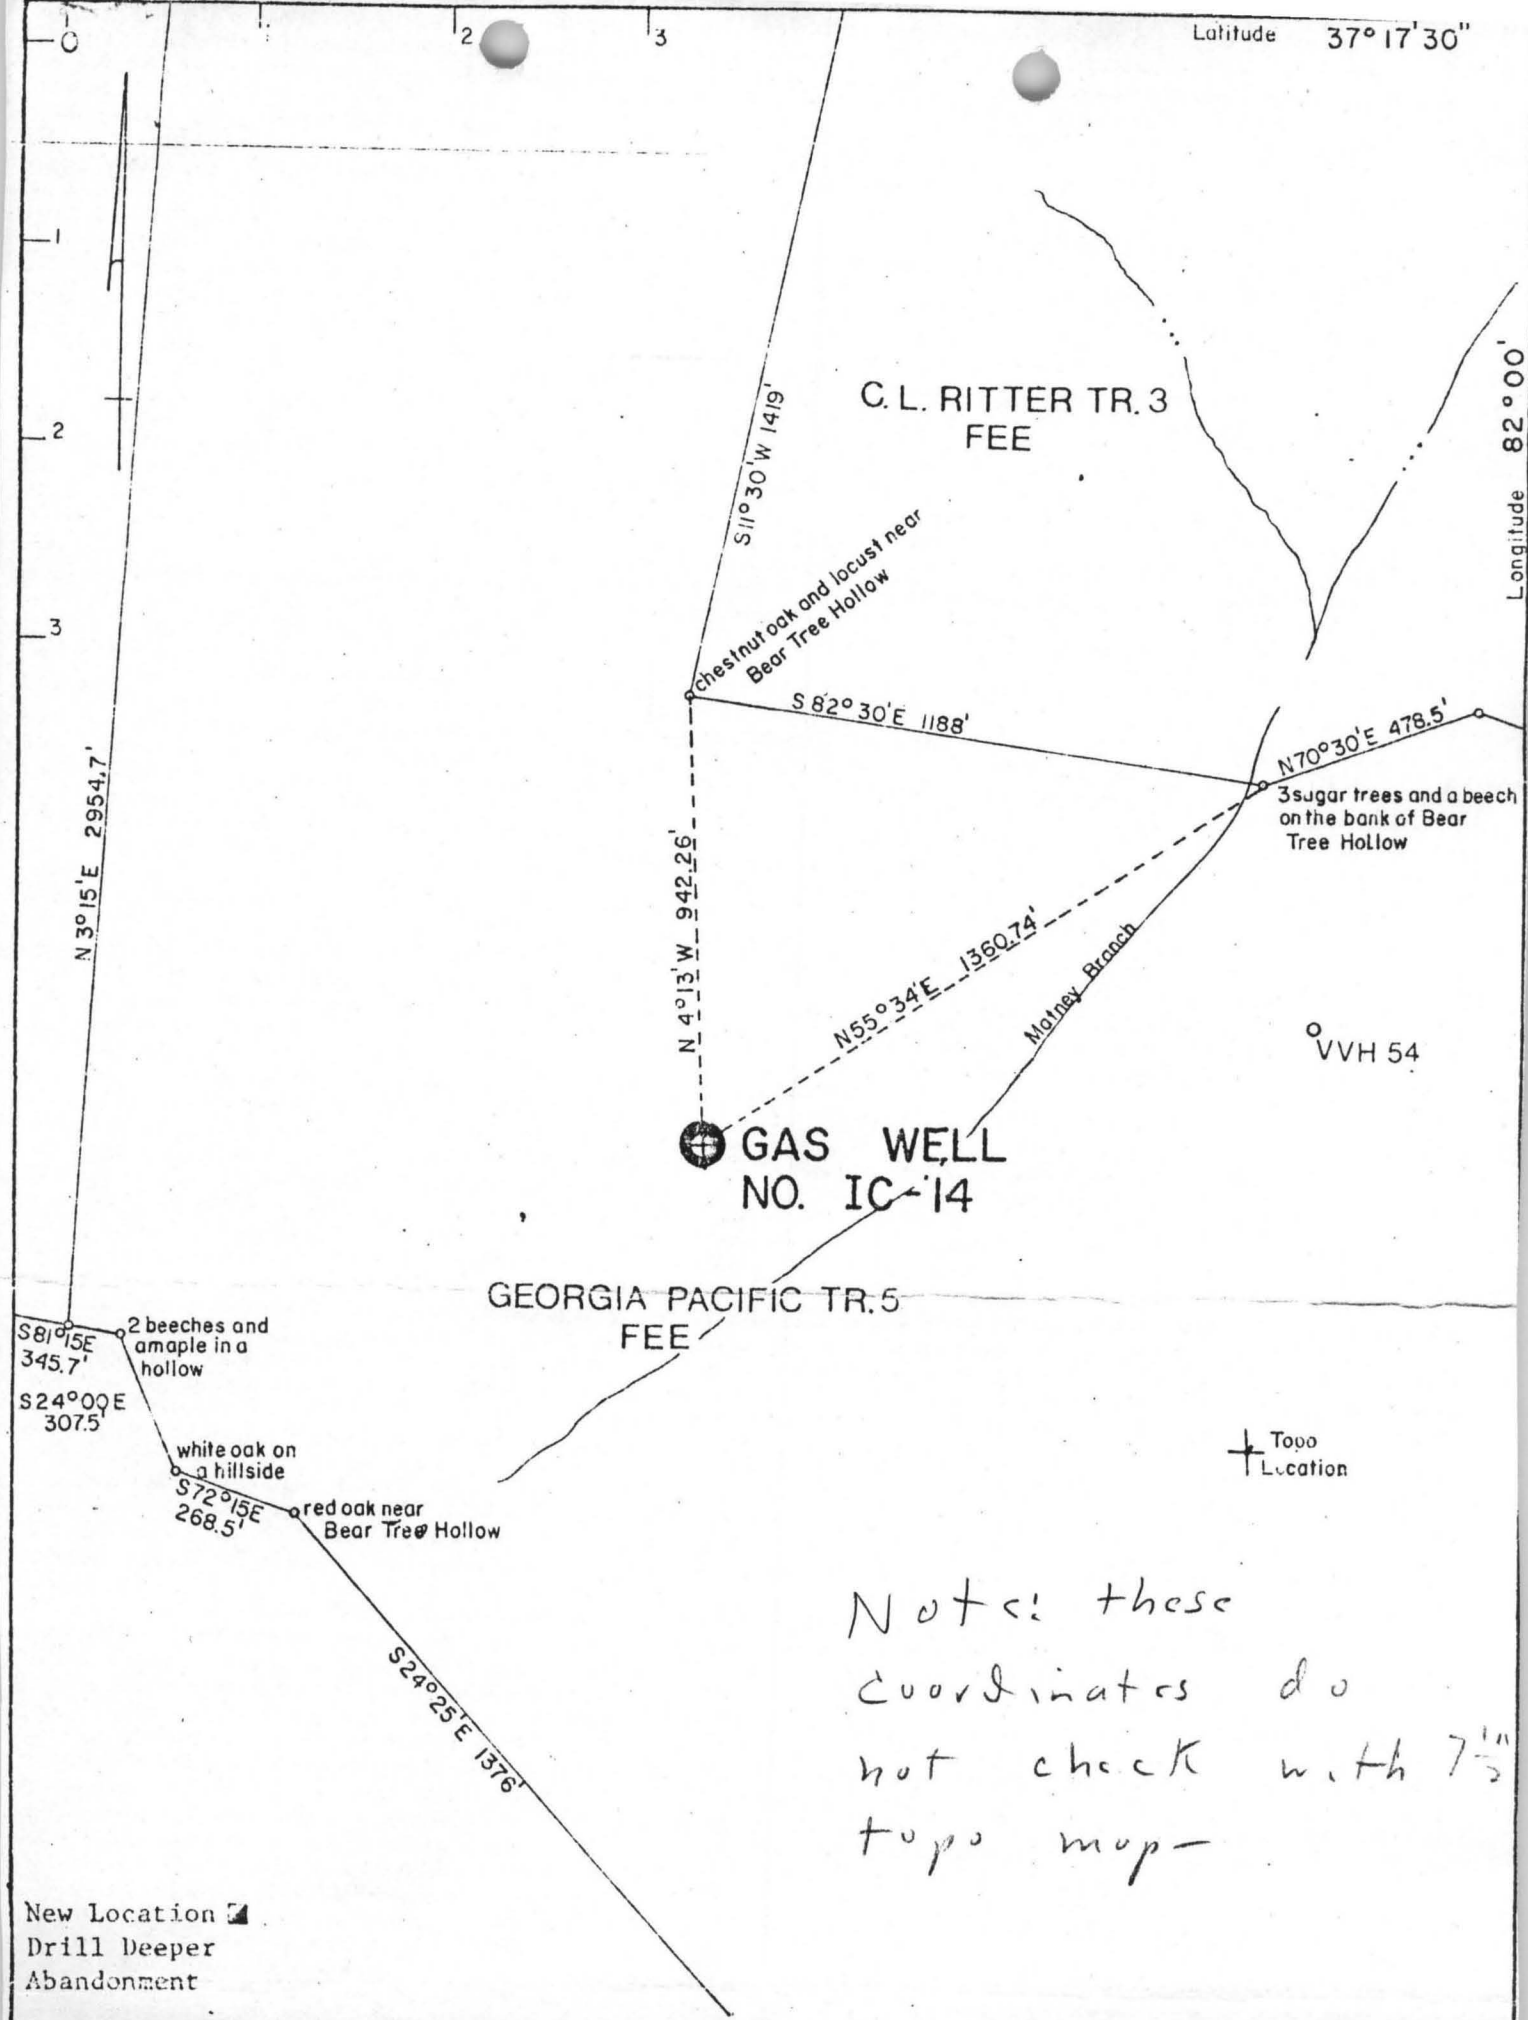 0
2
3
Latitude 37°17'30"
1
2
3
Longitude 82°00'
C. L. RITTER TR. 3
FEE
S11°30'W 1419'
chestnut oak and locust near
Bear Tree Hollow
S 82°30'E 1188'
N70°30'E 478.5'
3 sugar trees and a beech
on the bank of Bear
Tree Hollow
N 3°15'E 2954.7'
N 4°13'W 942.26'
N55°34'E 1360.74'
Matney Branch
VVH 54
GAS WELL
NO. IC-14
GEORGIA PACIFIC TR. 5
FEE
S81°15E
345.7'
2 beeches and
a maple in a
hollow
S24°00E
307.5'
white oak on
a hillside
S72°15E
268.5'
red oak near
Bear Tree Hollow
Topo
Location
S24°25'E 1376'
Note: these
coordinates do
not check with 7½'"
topo map-
New Location
Drill Deeper
Abandonment